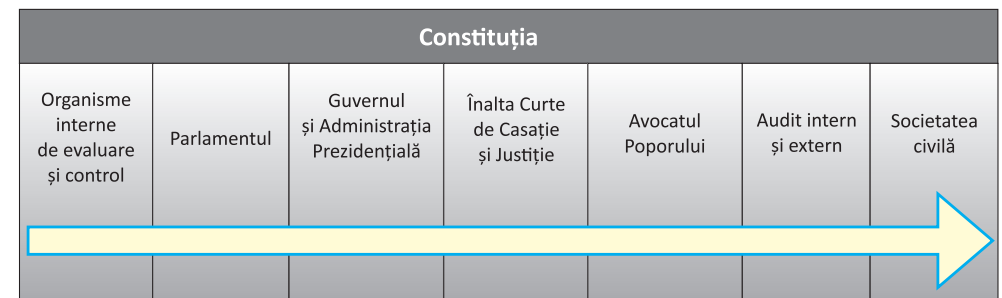 Constituția
Organisme
interne
de evaluare
și control
Parlamentul
Guvernul
și Administrația
Prezidențială
Înalta Curte
de Casație
și Justiție
Avocatul
Poporului
Audit intern
și extern
Societatea
civilă